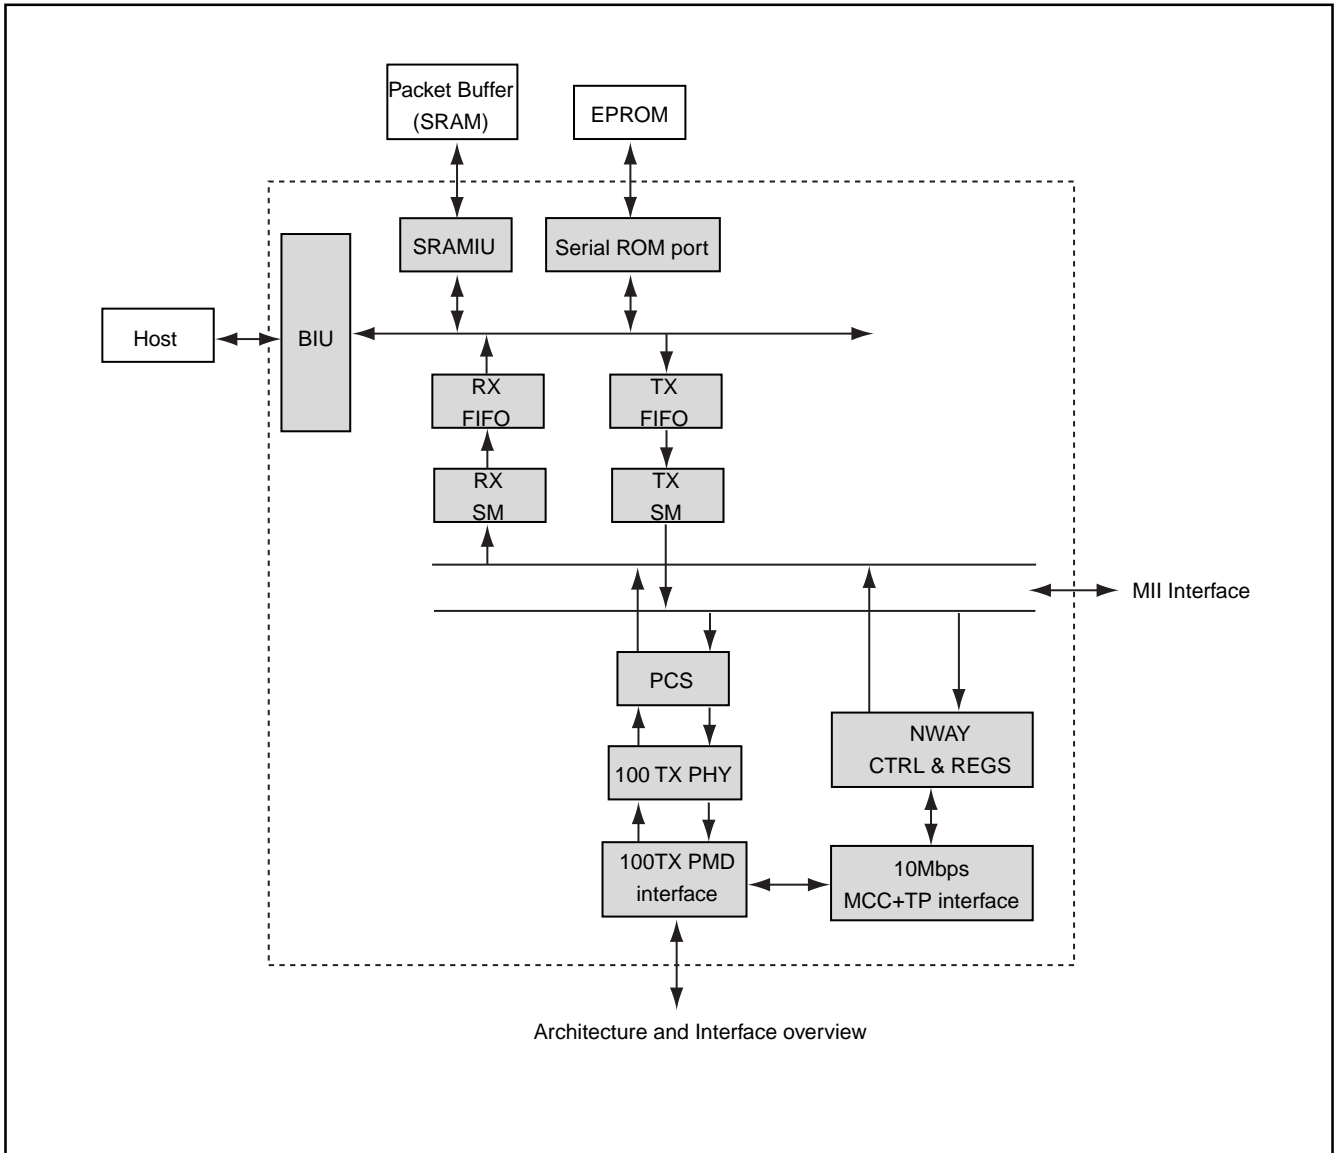 Packet Buffer
(SRAM)
EPROM
SRAMIU
Serial ROM port
Host
BIU
RX
FIFO
TX
FIFO
RX
SM
TX
SM
MII Interface
PCS
NWAY
CTRL & REGS
100 TX PHY
100TX PMD
interface
10Mbps
MCC+TP interface
Architecture and Interface overview